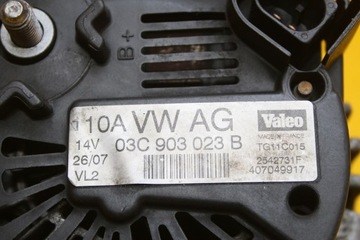 B+
110A VW AG
Valeo
MADE IN FRANCE
14V 03C 903 023 B
TG11C015
26/07
2542731F
VL2
407049917